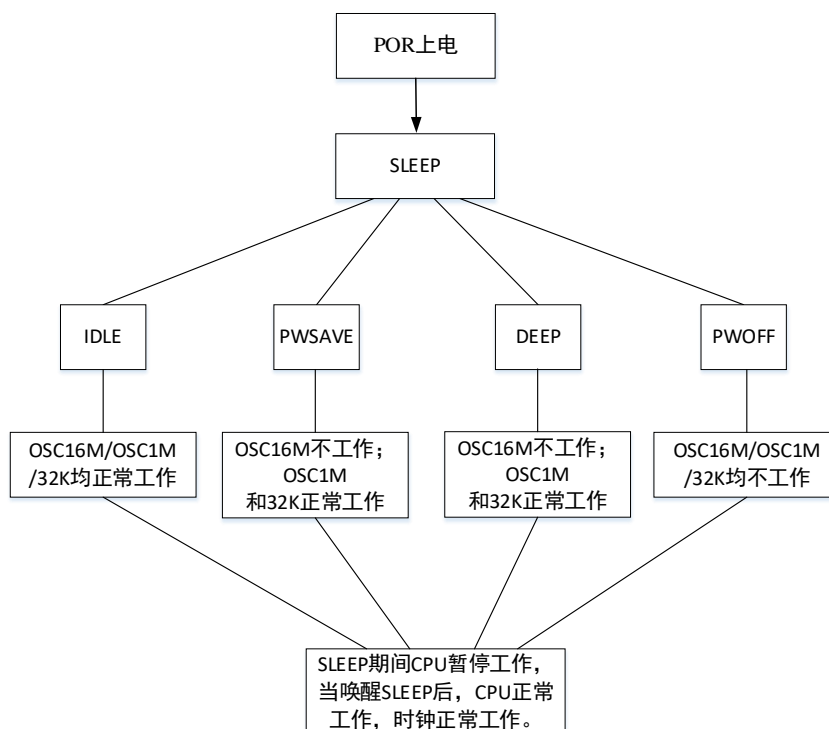 POR上电
SLEEP
IDLE
PWSAVE
DEEP
PWOFF
OSC16M/OSC1M
/32K均正常工作
OSC16M不工作；
OSC1M
和32K正常工作
OSC16M不工作；
OSC1M
和32K正常工作
OSC16M/OSC1M
/32K均不工作
SLEEP期间CPU暂停工作，
当唤醒SLEEP后，CPU正常
工作，时钟正常工作。